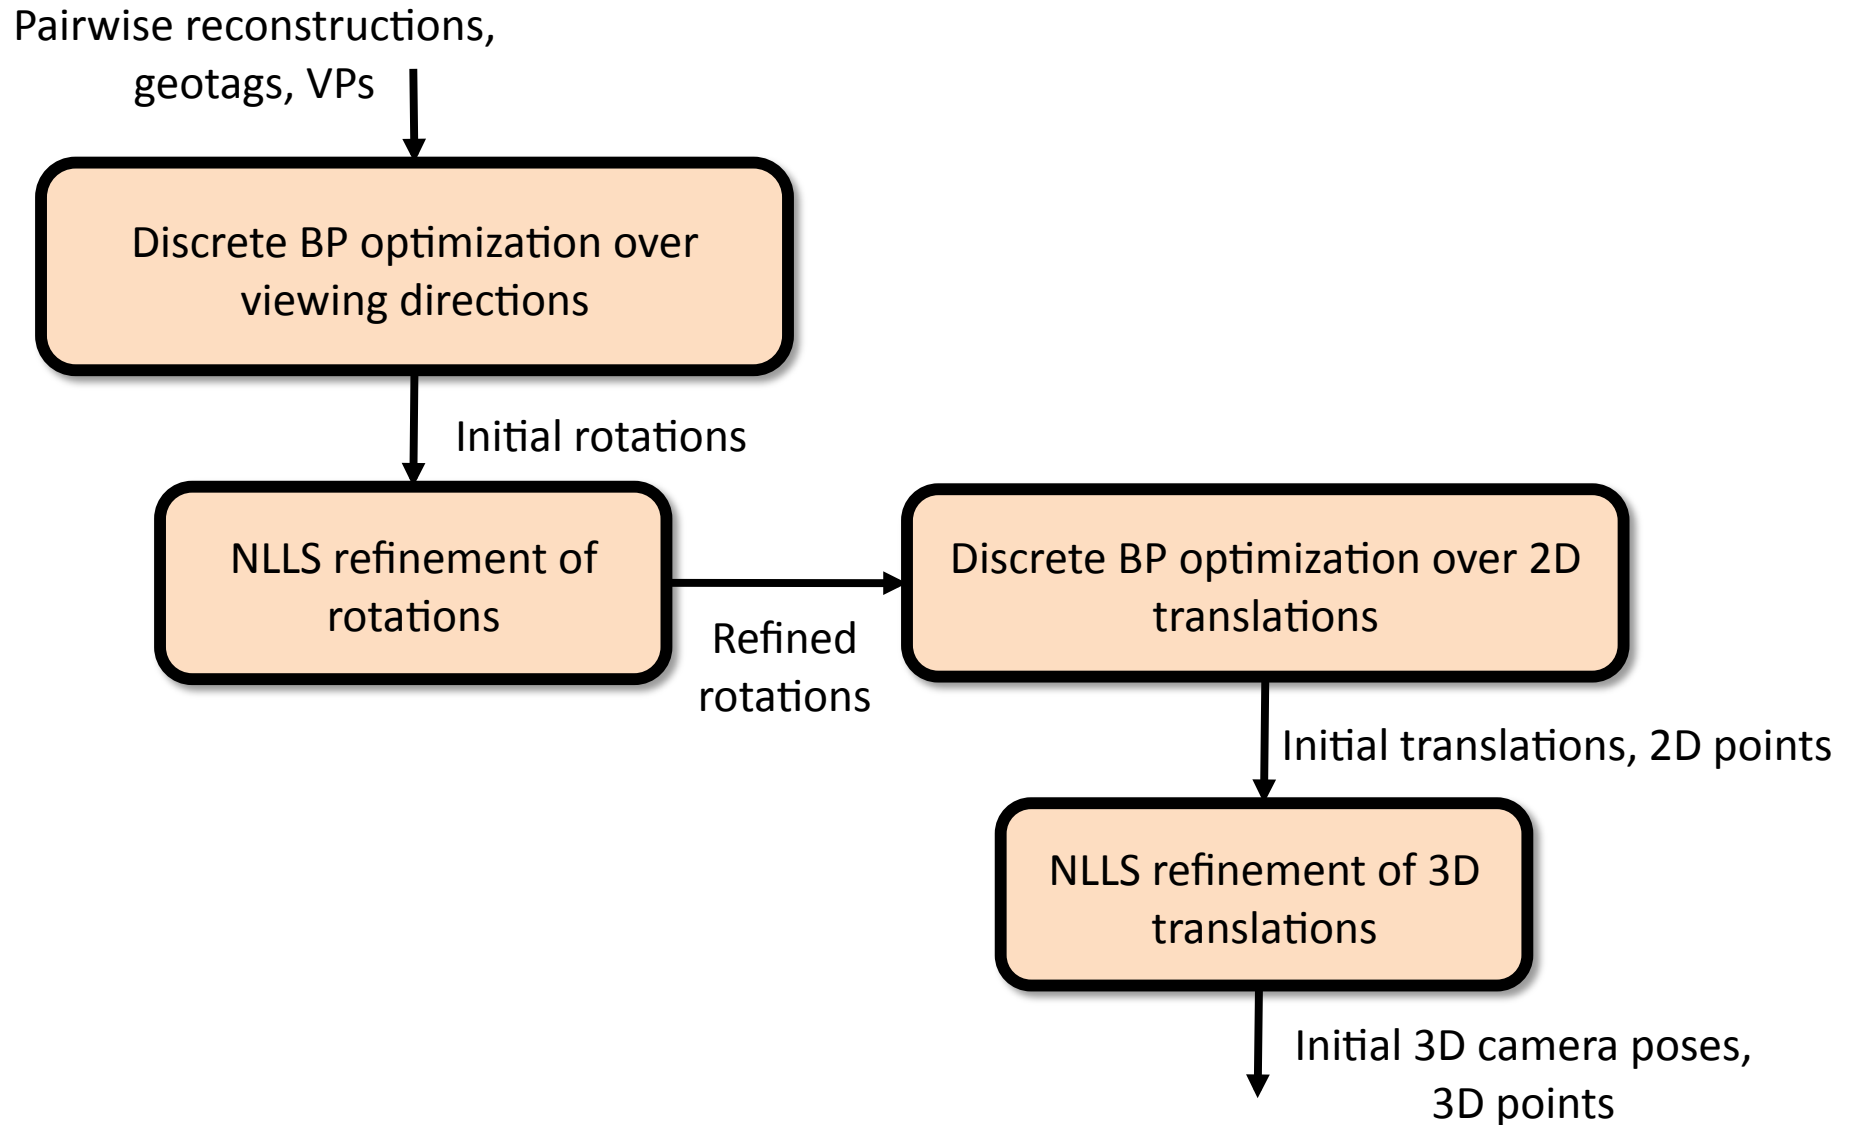 Pairwise reconstructions,
geotags, VPs
Discrete BP optimization over
viewing directions
Initial rotations
NLLS refinement of
rotations
Refined
rotations
Discrete BP optimization over 2D
translations
Initial translations, 2D points
NLLS refinement of 3D
translations
Initial 3D camera poses,
3D points